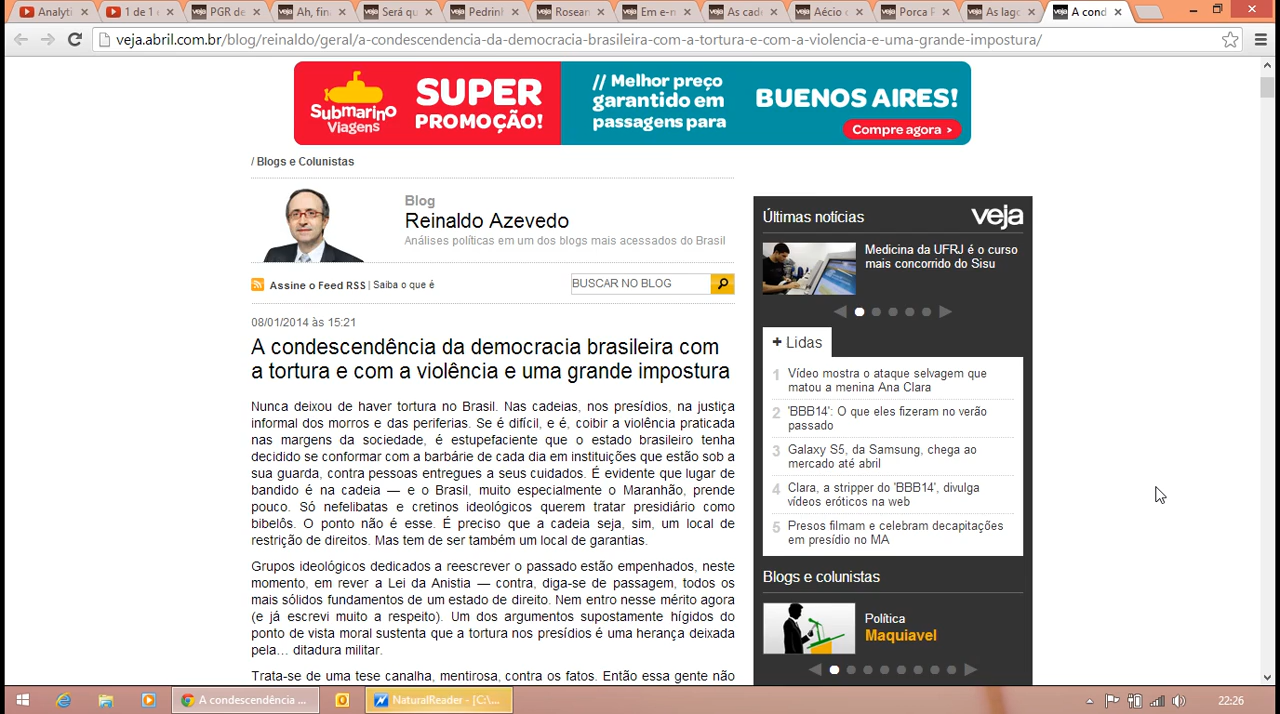 Analyti
1 de 1 c
PGR de
Ah, fina
Será qu
Pedrinh
Rosean
Em e-m
As cade
Aécio c
Porca P
As lago
A cond
veja.abril.com.br/blog/reinaldo/geral/a-condescendencia-da-democracia-brasileira-com-a-tortura-e-com-a-violencia-e-uma-grande-impostura/
Submarino
Viagens
SUPER
PROMOÇÃO!
// Melhor preço
garantido em
passagens para
BUENOS AIRES!
Compre agora >
/ Blogs e Colunistas
Blog
Reinaldo Azevedo
Análises políticas em um dos blogs mais acessados do Brasil
Assine o Feed RSS | Saiba o que é
BUSCAR NO BLOG
08/01/2014 às 15:21
A condescendência da democracia brasileira com
a tortura e com a violência e uma grande impostura
Nunca deixou de haver tortura no Brasil. Nas cadeias, nos presídios, na justiça
informal dos morros e das periferias. Se é difícil, e é, coibir a violência praticada
nas margens da sociedade, é estupefaciente que o estado brasileiro tenha
decidido se conformar com a barbárie de cada dia em instituições que estão sob a
sua guarda, contra pessoas entregues a seus cuidados. É evidente que lugar de
bandido é na cadeia — e o Brasil, muito especialmente o Maranhão, prende
pouco. Só nefelibatas e cretinos ideológicos querem tratar presidiário como
bibelôs. O ponto não é esse. É preciso que a cadeia seja, sim, um local de
restrição de direitos. Mas tem de ser também um local de garantias.
Grupos ideológicos dedicados a reescrever o passado estão empenhados, neste
momento, em rever a Lei da Anistia — contra, diga-se de passagem, todos os
mais sólidos fundamentos de um estado de direito. Nem entro nesse mérito agora
(e já escrevi muito a respeito). Um dos argumentos supostamente hígidos do
ponto de vista moral sustenta que a tortura nos presídios é uma herança deixada
pela… ditadura militar.
Trata-se de uma tese canalha, mentirosa, contra os fatos. Então essa gente não
Últimas notícias
veja
Medicina da UFRJ é o curso
mais concorrido do Sisu
+ Lidas
1 Vídeo mostra o ataque selvagem que
matou a menina Ana Clara
2 'BBB14': O que eles fizeram no verão
passado
3 Galaxy S5, da Samsung, chega ao
mercado até abril
4 Clara, a stripper do 'BBB14', divulga
vídeos eróticos na web
5 Presos filmam e celebram decapitações
em presídio no MA
Blogs e colunistas
Política
Maquiavel
A condescendência ...
NaturalReader - [C:\...
22:26